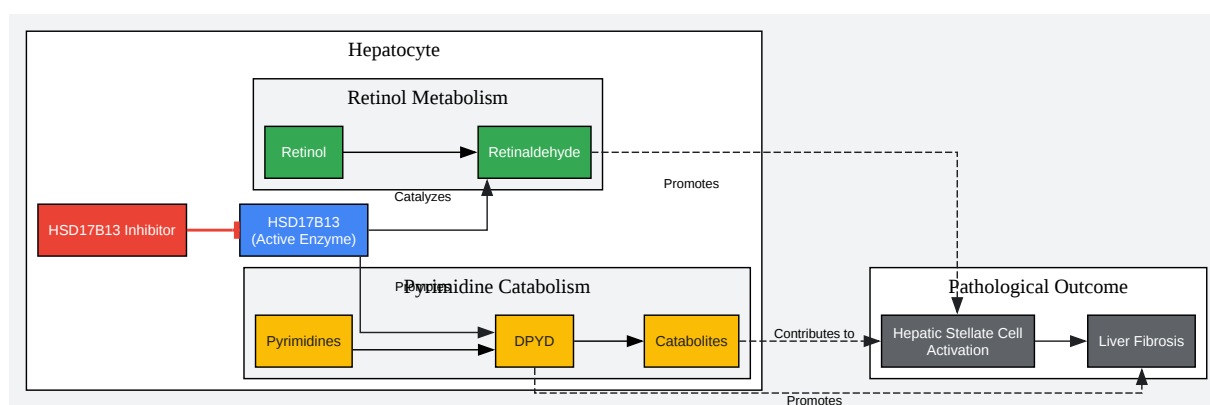 Hepatocyte
Retinol Metabolism
Retinol
Retinaldehyde
Promotes
Catalyzes
HSD17B13 Inhibitor
HSD17B13
(Active Enzyme)
Promotes
Pyrimidine Catabolism
Pyrimidines
DPYD
Catabolites
Contributes to
Pathological Outcome
Hepatic Stellate Cell
Activation
Liver Fibrosis
Promotes